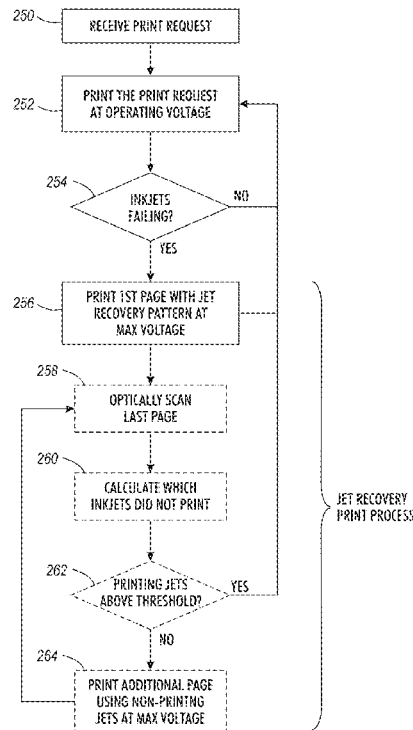 250
RECEIVE PRINT REQUEST
252
PRINT THE PRINT REQUEST
AT OPERATING VOLTAGE
254
INKJETS
FAILING?
NO
YES
256
PRINT 1ST PAGE WITH JET
RECOVERY PATTERN AT
MAX VOLTAGE
258
OPTICALLY SCAN
LAST PAGE
260
CALCULATE WHICH
INKJETS DID NOT PRINT
JET RECOVERY
PRINT PROCESS
262
PRINTING JETS
ABOVE THRESHOLD?
YES
NO
264
PRINT ADDITIONAL PAGE
USING NON-PRINTNG
JETS AT MAX VOLTAGE